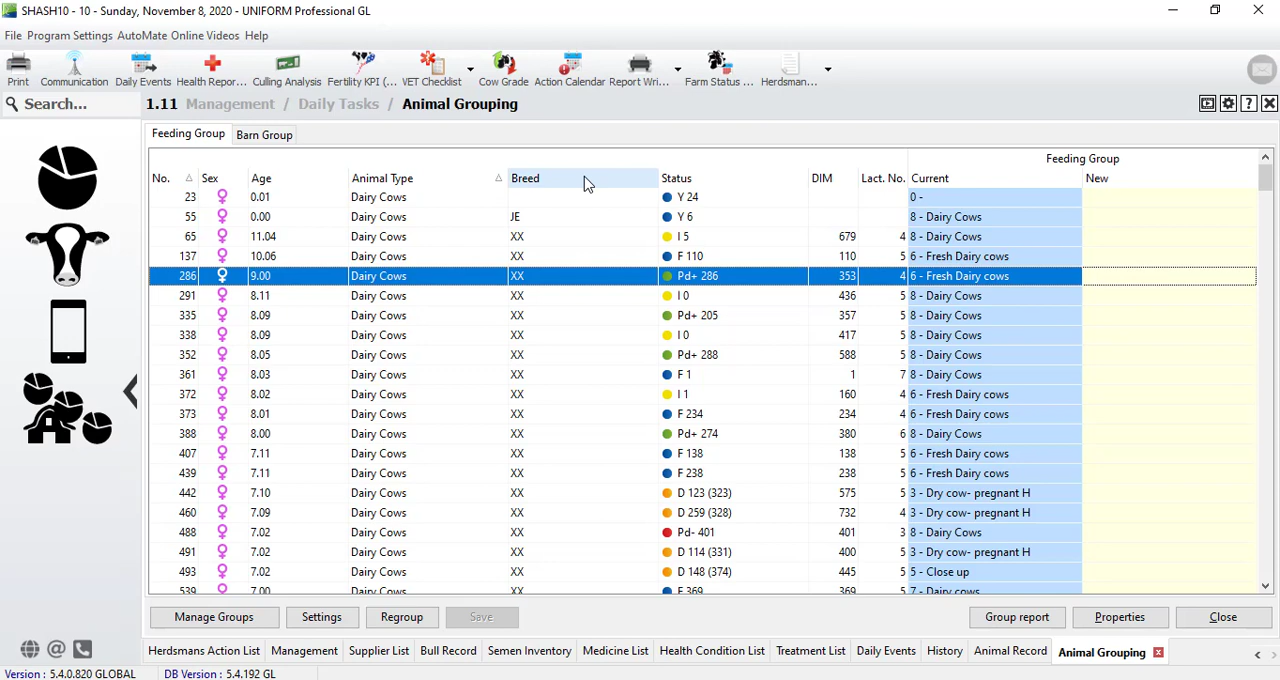 SHASH10 - 10 - Sunday, November 8, 2020 - UNIFORM Professional GL
File Program Settings AutoMate Online Videos Help
Print Communication Daily Events Health Repor... Culling Analysis Fertility KPI (... VET Checklist Cow Grade Action Calendar Report Wri... Farm Status ... Herdsman...
Search... 1.11 Management / Daily Tasks / Animal Grouping
Feeding Group Barn Group
Feeding Group
No. Sex Age Animal Type Breed Status DIM Lact. No. Current New
23 0.01 Dairy Cows Y 24 0 -
55 0.00 Dairy Cows JE Y 6 8 - Dairy Cows
65 11.04 Dairy Cows XX I 5 679 4 8 - Dairy Cows
137 10.06 Dairy Cows XX F 110 110 5 6 - Fresh Dairy cows
286 9.00 Dairy Cows XX Pd+ 286 353 4 6 - Fresh Dairy cows
291 8.11 Dairy Cows XX I 0 436 5 8 - Dairy Cows
335 8.09 Dairy Cows XX Pd+ 205 357 5 8 - Dairy Cows
338 8.09 Dairy Cows XX I 0 417 5 8 - Dairy Cows
352 8.05 Dairy Cows XX Pd+ 288 588 5 8 - Dairy Cows
361 8.03 Dairy Cows XX F 1 1 7 8 - Dairy Cows
372 8.02 Dairy Cows XX I 1 160 4 6 - Fresh Dairy cows
373 8.01 Dairy Cows XX F 234 234 4 6 - Fresh Dairy cows
388 8.00 Dairy Cows XX Pd+ 274 380 6 8 - Dairy Cows
407 7.11 Dairy Cows XX F 138 138 5 6 - Fresh Dairy cows
439 7.11 Dairy Cows XX F 238 238 5 6 - Fresh Dairy cows
442 7.10 Dairy Cows XX D 123 (323) 575 5 3 - Dry cow- pregnant H
460 7.09 Dairy Cows XX D 259 (328) 732 4 3 - Dry cow- pregnant H
488 7.02 Dairy Cows XX Pd- 401 401 3 8 - Dairy Cows
491 7.02 Dairy Cows XX D 114 (331) 400 5 3 - Dry cow- pregnant H
493 7.02 Dairy Cows XX D 148 (374) 445 5 5 - Close up
539 7.00 Dairy Cows XX F 369 369 5 7 - Dairy cows
Manage Groups Settings Regroup Save Group report Properties Close
Herdsmans Action List Management Supplier List Bull Record Semen Inventory Medicine List Health Condition List Treatment List Daily Events History Animal Record Animal Grouping
Version : 5.4.0.820 GLOBAL DB Version : 5.4.192 GL